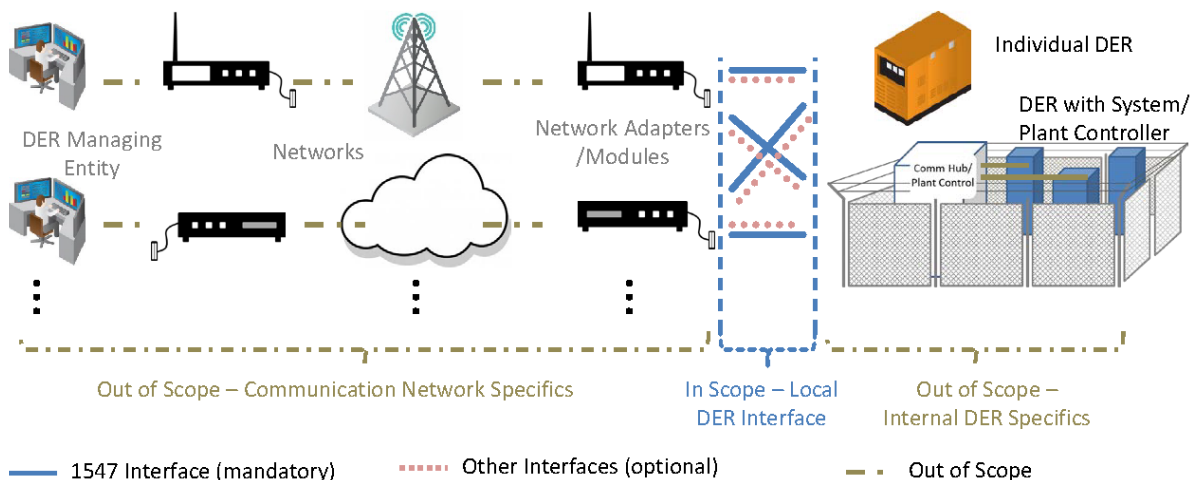 Individual DER
DER with System/
Plant Controller
DER Managing
Entity
Networks
Network Adapters
/Modules
Comm Hub/
Plant Control
Out of Scope – Communication Network Specifics
In Scope – Local
DER Interface
Out of Scope –
Internal DER Specifics
1547 Interface (mandatory)
Other Interfaces (optional)
Out of Scope